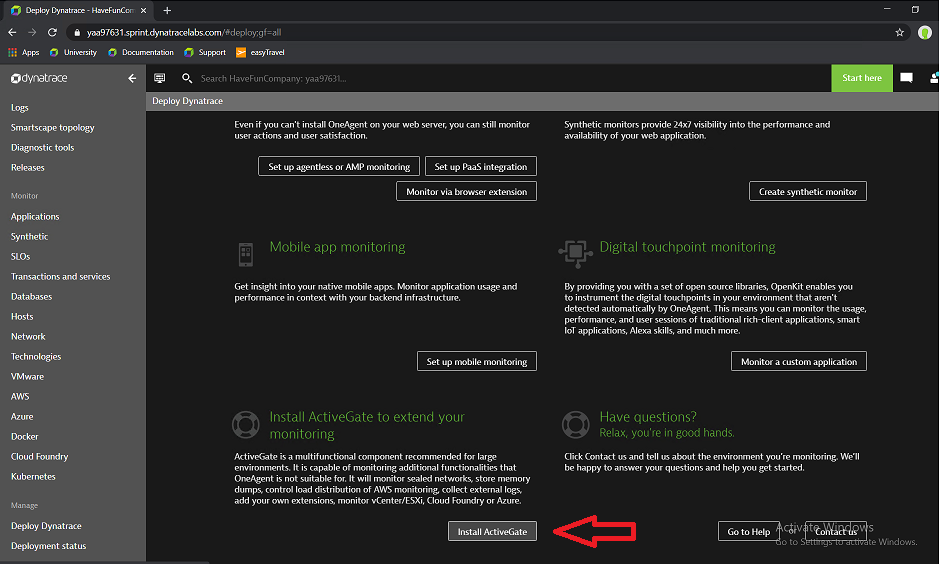 Deploy Dynatrace - HaveFunCom
yaa97631.sprint.dynatracelabs.com/#deploy;gf=all
Apps University Documentation Support easyTravel
dynatrace
Search HaveFunCompany: yaa97631...
Start here
Deploy Dynatrace
Logs
Smartscape topology
Diagnostic tools
Releases
Monitor
Applications
Synthetic
SLOs
Transactions and services
Databases
Hosts
Network
Technologies
VMware
AWS
Azure
Docker
Cloud Foundry
Kubernetes
Manage
Deploy Dynatrace
Deployment status
Even if you can't install OneAgent on your web server, you can still monitor
user actions and user satisfaction.
Set up agentless or AMP monitoring
Set up PaaS integration
Monitor via browser extension
Synthetic monitors provide 24x7 visibility into the performance and
availability of your web application.
Create synthetic monitor
Mobile app monitoring
Get insight into your native mobile apps. Monitor application usage and
performance in context with your backend infrastructure.
Set up mobile monitoring
Digital touchpoint monitoring
By providing you with a set of open source libraries, OpenKit enables you
to instrument the digital touchpoints in your environment that aren't
detected automatically by OneAgent. This means you can monitor the usage,
performance, and user sessions of traditional rich-client applications, smart
IoT applications, Alexa skills, and much more.
Monitor a custom application
Install ActiveGate to extend your
monitoring
ActiveGate is a multifunctional component recommended for large
environments. It is capable of monitoring additional functionalities that
OneAgent is not suitable for. It will monitor sealed networks, store memory
dumps, control load distribution of AWS monitoring, collect external logs,
add your own extensions, monitor vCenter/ESXi, Cloud Foundry or Azure.
Install ActiveGate
Have questions?
Relax, you're in good hands.
Click Contact us and tell us about the environment you're monitoring. We'll
be happy to answer your questions and help you get started.
Go to Help or Contact us
Activate Windows
Go to Settings to activate Windows.